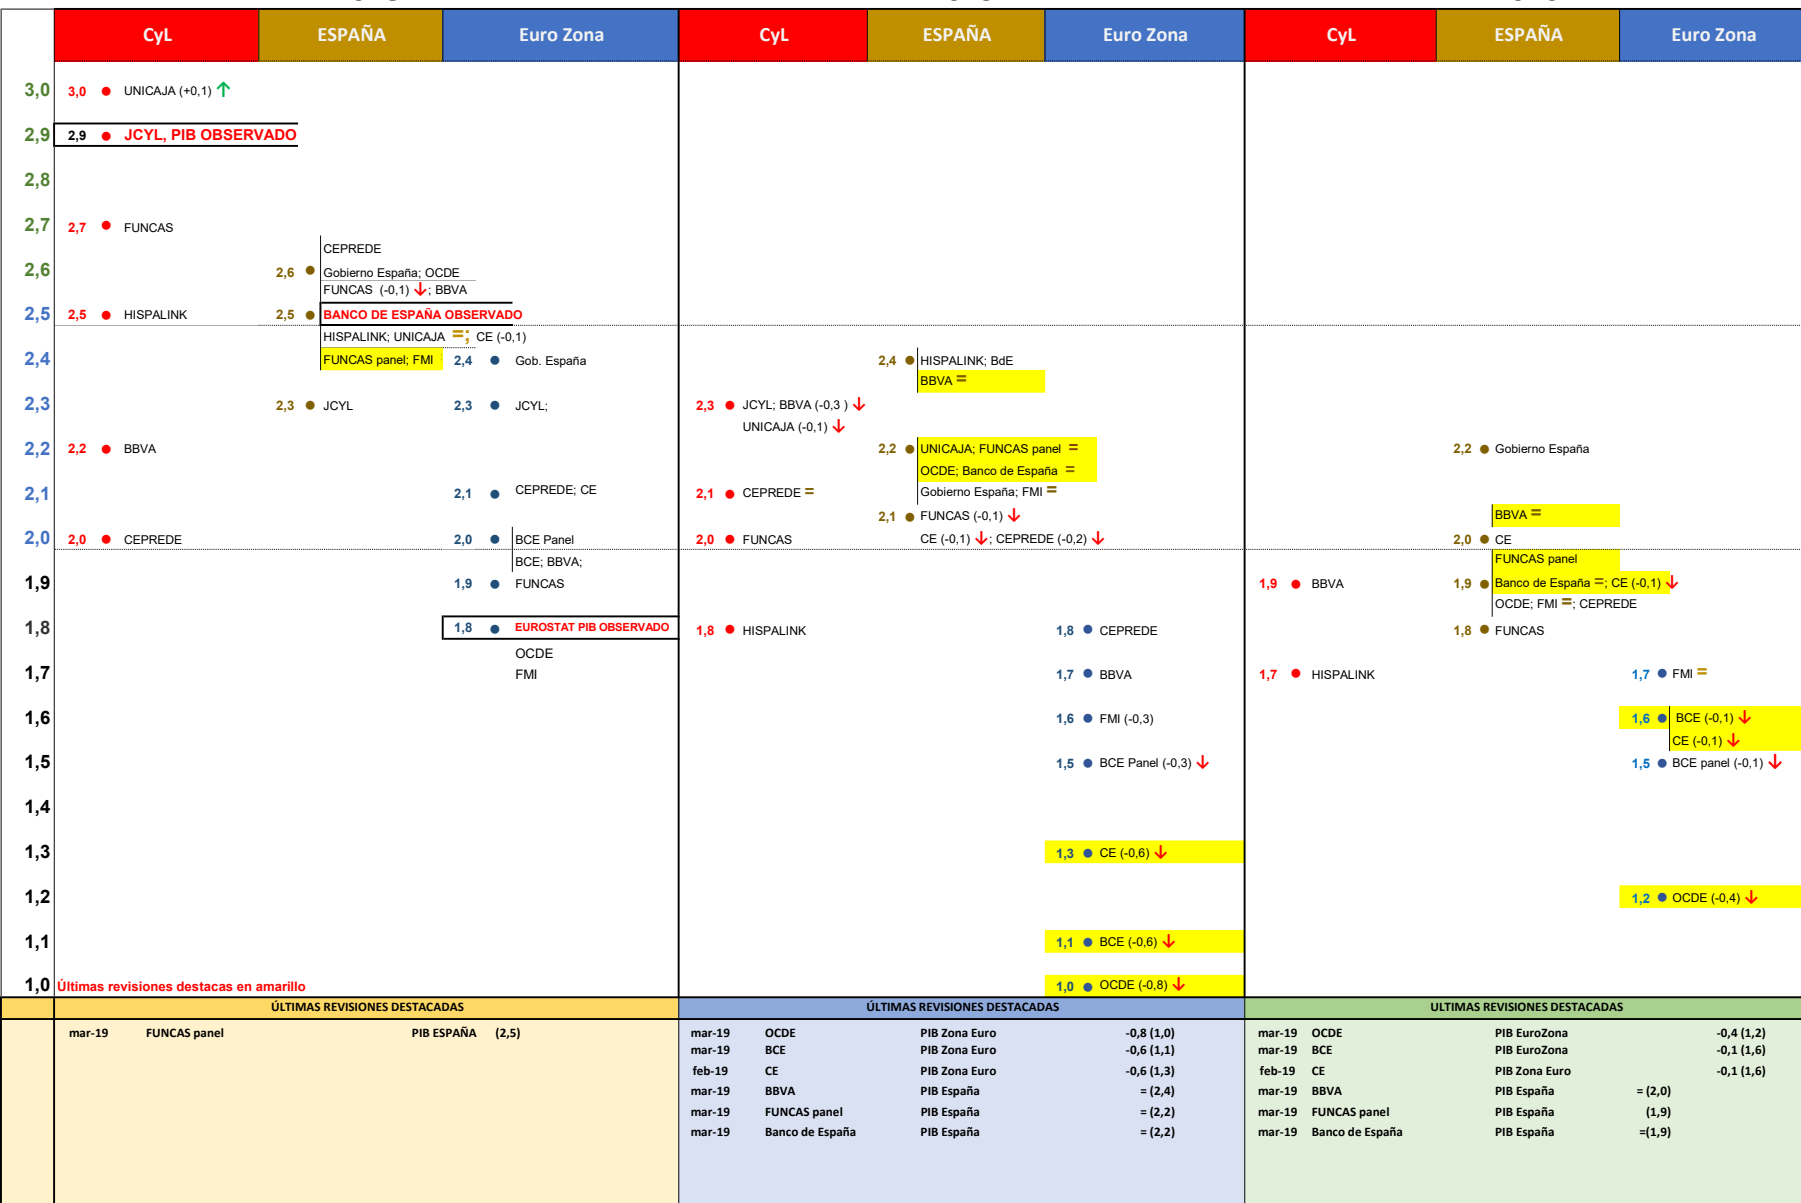 CyL ESPAÑA Euro Zona CyL ESPAÑA Euro Zona CyL ESPAÑA Euro Zona
3,0 3,0 ● UNICAJA (+0,1) ↑
2,9 2,9 ● JCYL, PIB OBSERVADO
2,8
2,7 2,7 ● FUNCAS
CEPREDE
2,6 2,6 ● Gobierno España; OCDE
FUNCAS (-0,1) ↓; BBVA
2,5 2,5 ● HISPALINK 2,5 ● BANCO DE ESPAÑA OBSERVADO
HISPALINK; UNICAJA =; CE (-0,1)
2,4 FUNCAS panel; FMI 2,4 ● Gob. España 2,4 ● HISPALINK; BdE
BBVA =
2,3 2,3 ● JCYL 2,3 ● JCYL; 2,3 ● JCYL; BBVA (-0,3 ) ↓
UNICAJA (-0,1) ↓
2,2 2,2 ● BBVA 2,2 ● UNICAJA; FUNCAS panel = 2,2 ● Gobierno España
OCDE; Banco de España =
2,1 2,1 ● CEPREDE; CE 2,1 ● CEPREDE = Gobierno España; FMI =
2,1 ● FUNCAS (-0,1) ↓ BBVA =
2,0 2,0 ● CEPREDE 2,0 ● BCE Panel 2,0 ● FUNCAS CE (-0,1) ↓; CEPREDE (-0,2) ↓ 2,0 ● CE
BCE; BBVA; FUNCAS panel
1,9 1,9 ● FUNCAS 1,9 ● BBVA 1,9 ● Banco de España =; CE (-0,1) ↓
OCDE; FMI =; CEPREDE
1,8 1,8 ● EUROSTAT PIB OBSERVADO 1,8 ● HISPALINK 1,8 ● CEPREDE 1,8 ● FUNCAS
OCDE
1,7 FMI 1,7 ● BBVA 1,7 ● HISPALINK 1,7 ● FMI =
1,6 1,6 ● FMI (-0,3) 1,6 ● BCE (-0,1) ↓
CE (-0,1) ↓
1,5 1,5 ● BCE Panel (-0,3) ↓ 1,5 ● BCE panel (-0,1) ↓
1,4
1,3 1,3 ● CE (-0,6) ↓
1,2 1,2 ● OCDE (-0,4) ↓
1,1 1,1 ● BCE (-0,6) ↓
1,0 Últimas revisiones destacas en amarillo 1,0 ● OCDE (-0,8) ↓
ÚLTIMAS REVISIONES DESTACADAS ÚLTIMAS REVISIONES DESTACADAS ULTIMAS REVISIONES DESTACADAS
mar-19 FUNCAS panel PIB ESPAÑA (2,5) mar-19 OCDE PIB Zona Euro -0,8 (1,0) mar-19 OCDE PIB EuroZona -0,4 (1,2)
mar-19 BCE PIB Zona Euro -0,6 (1,1) mar-19 BCE PIB EuroZona -0,1 (1,6)
feb-19 CE PIB Zona Euro -0,6 (1,3) feb-19 CE PIB Zona Euro -0,1 (1,6)
mar-19 BBVA PIB España = (2,4) mar-19 BBVA PIB España = (2,0)
mar-19 FUNCAS panel PIB España = (2,2) mar-19 FUNCAS panel PIB España (1,9)
mar-19 Banco de España PIB España = (2,2) mar-19 Banco de España PIB España =(1,9)